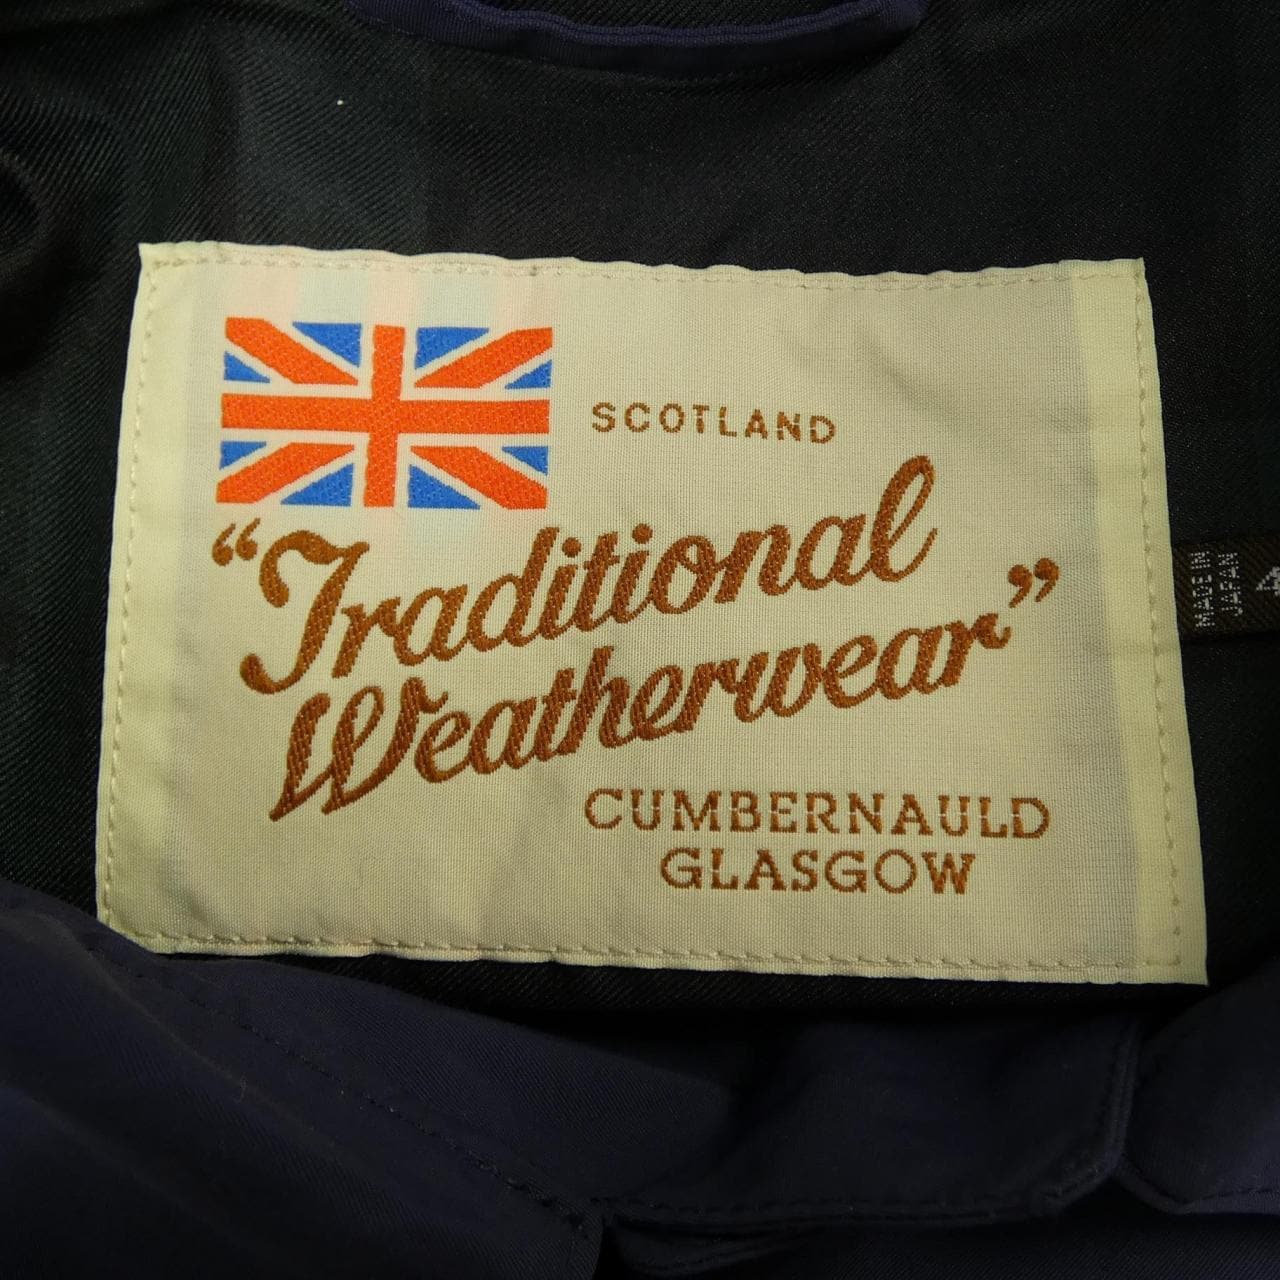 SCOTLAND
“Traditional
Weatherwear”
CUMBERNAULD
GLASGOW
MADE IN
JAPAN